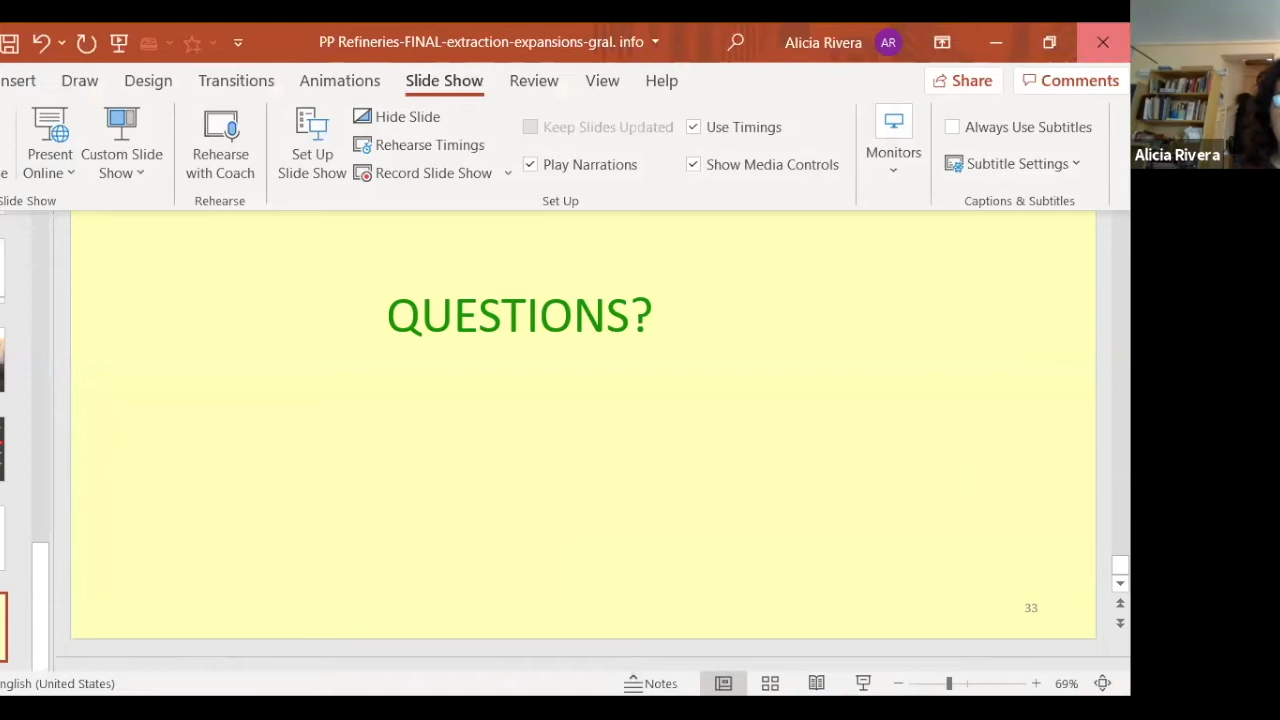 PP Refineries-FINAL-extraction-expansions-gral. info
Alicia Rivera AR
nsert Draw Design Transitions Animations Slide Show Review View Help Share Comments
Present Online
Custom Slide Show
Rehearse with Coach
Set Up Slide Show
Hide Slide
Rehearse Timings
Record Slide Show
Keep Slides Updated
Play Narrations
Use Timings
Show Media Controls
Monitors
Always Use Subtitles
Subtitle Settings
lide Show
Rehearse
Set Up
Captions & Subtitles
Alicia Rivera
QUESTIONS?
33
nglish (United States)
Notes
69%